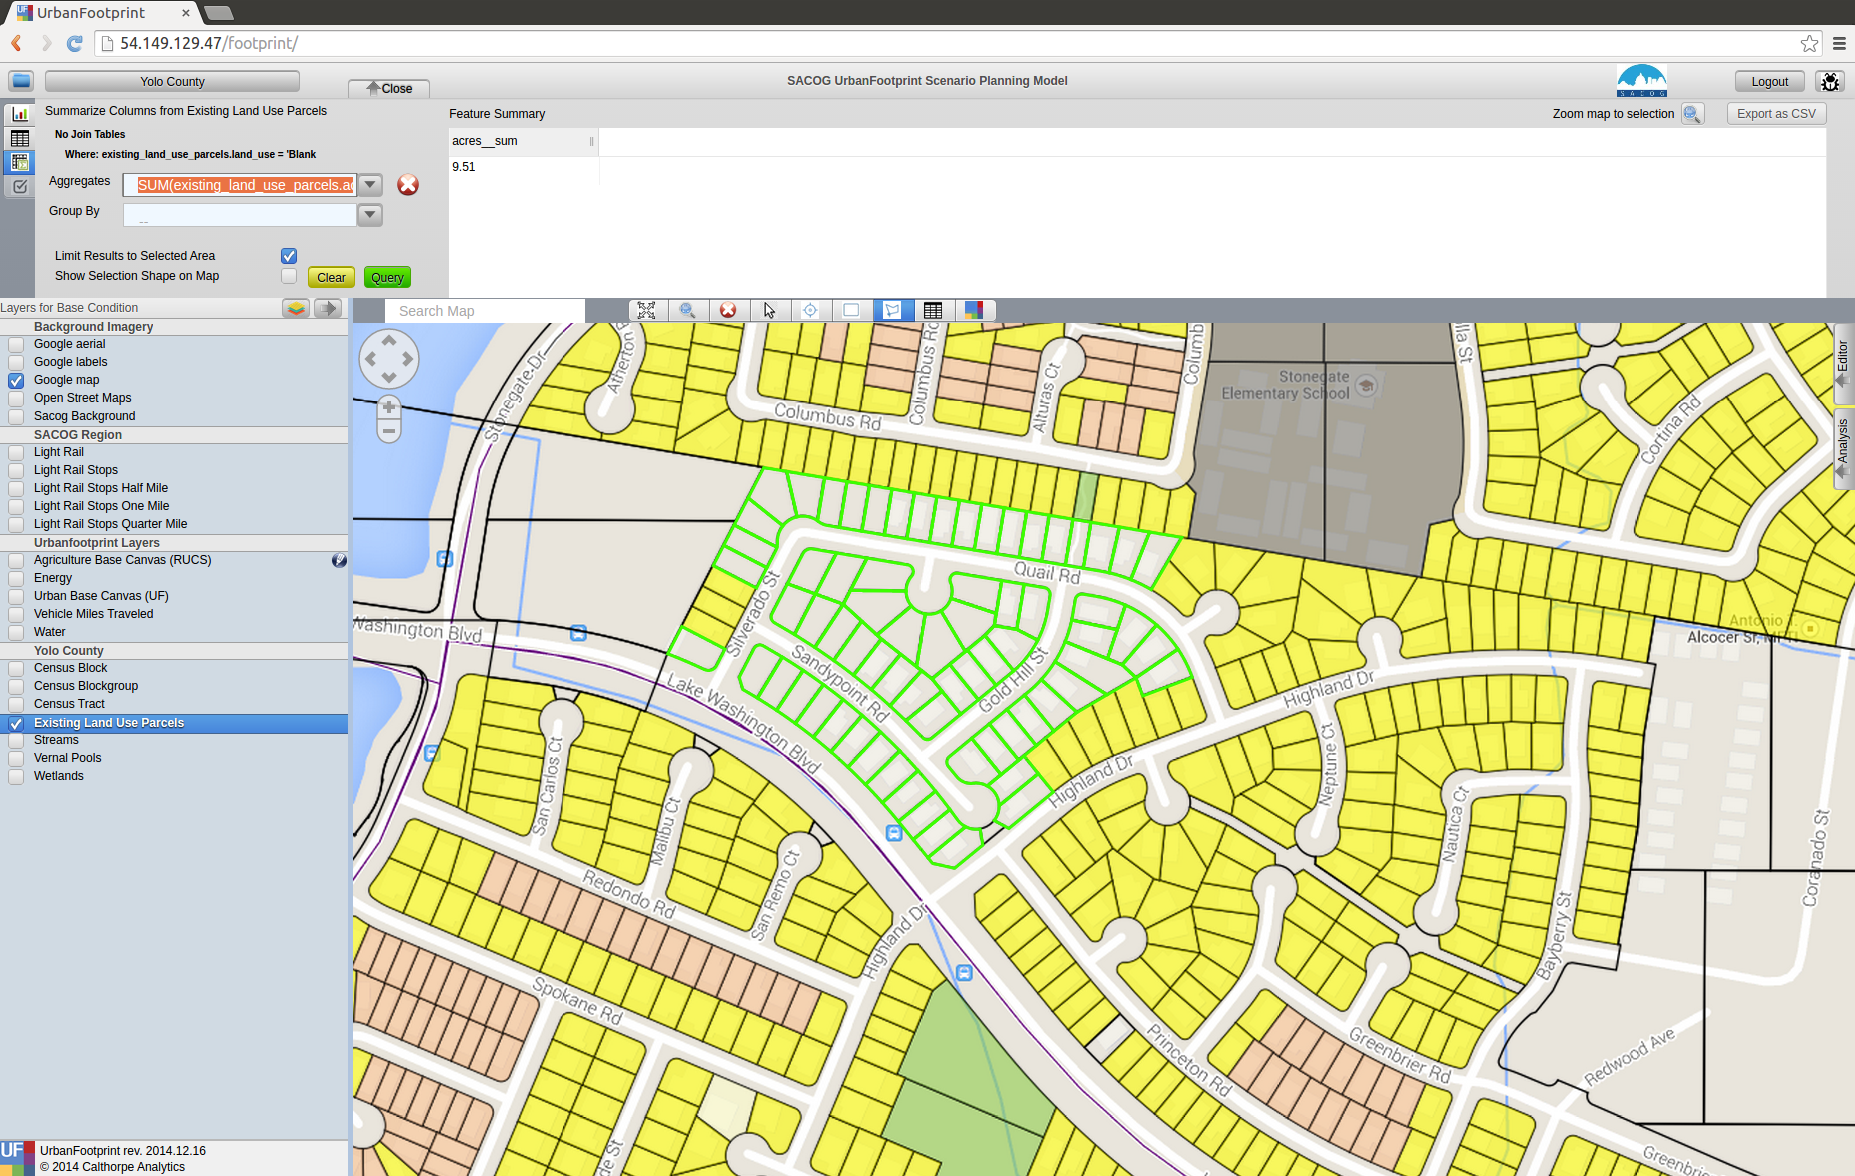 UrbanFootprint
54.149.129.47/footprint/
Yolo County
Close
SACOG UrbanFootprint Scenario Planning Model
SACOG
Logout
Summarize Columns from Existing Land Use Parcels
Feature Summary
Zoom map to selection
Export as CSV
No Join Tables
Where: existing_land_use_parcels.land_use = 'Blank
acres__sum
9.51
Aggregates
SUM(existing_land_use_parcels.ac
Group By
--
Limit Results to Selected Area
Show Selection Shape on Map
Clear
Query
Layers for Base Condition
Search Map
Background Imagery
Google aerial
Google labels
Google map
Open Street Maps
Sacog Background
SACOG Region
Light Rail
Light Rail Stops
Light Rail Stops Half Mile
Light Rail Stops One Mile
Light Rail Stops Quarter Mile
Urbanfootprint Layers
Agriculture Base Canvas (RUCS)
Energy
Urban Base Canvas (UF)
Vehicle Miles Traveled
Water
Yolo County
Census Block
Census Blockgroup
Census Tract
Existing Land Use Parcels
Streams
Vernal Pools
Wetlands
UF
UrbanFootprint rev. 2014.12.16
© 2014 Calthorpe Analytics
Editor
Analysis
Stonegate Dr
Atherton
Columbus Rd
Columbus Rd
Alturas Ct
Columb
Stonegate
Elementary School
lla St
Cortina Rd
Quail Rd
Silverado St
Washington Blvd
Sandypoint Rd
Gold Hill St
Lake Washington Blvd
Highland Dr
Highland Dr
Highland Dr
Antonio
Alcocer Sr, MFT
Neptune Ct
Nautica Ct
Coranado St
Bayberry St
San Carlos Ct
Malibu Ct
San Remo Ct
Redondo Rd
Spokane Rd
Princeton Rd
Greenbrier Rd
Redwood Ave
Greenbrie
de St